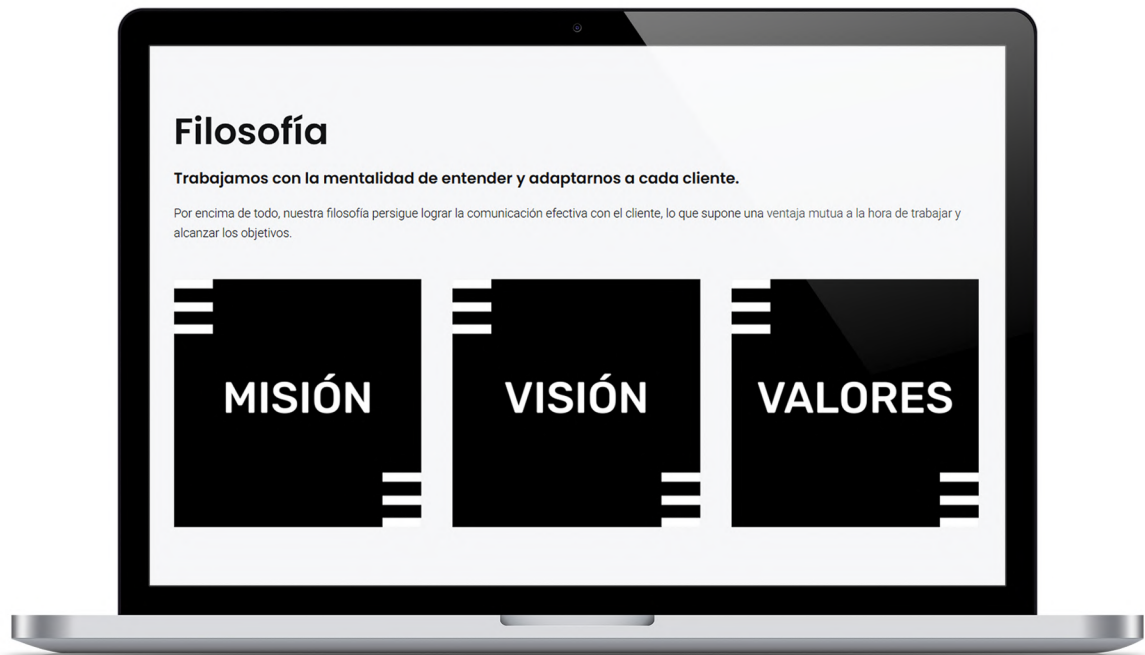 Filosofía
Trabajamos con la mentalidad de entender y adaptarnos a cada cliente.
Por encima de todo, nuestra filosofía persigue lograr la comunicación efectiva con el cliente, lo que supone una ventaja mutua a la hora de trabajar y
alcanzar los objetivos.
MISIÓN
VISIÓN
VALORES